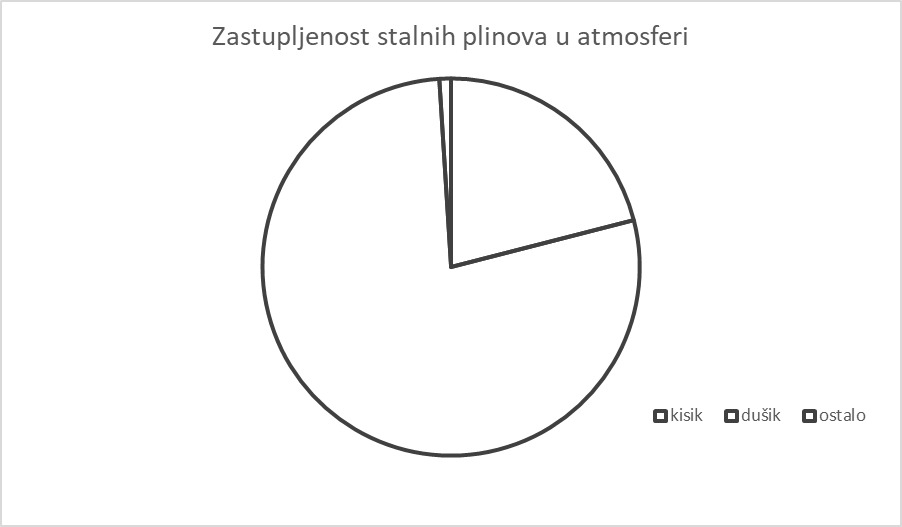 Zastupljenost stalnih plinova u atmosferi
kisik dušik ostalo